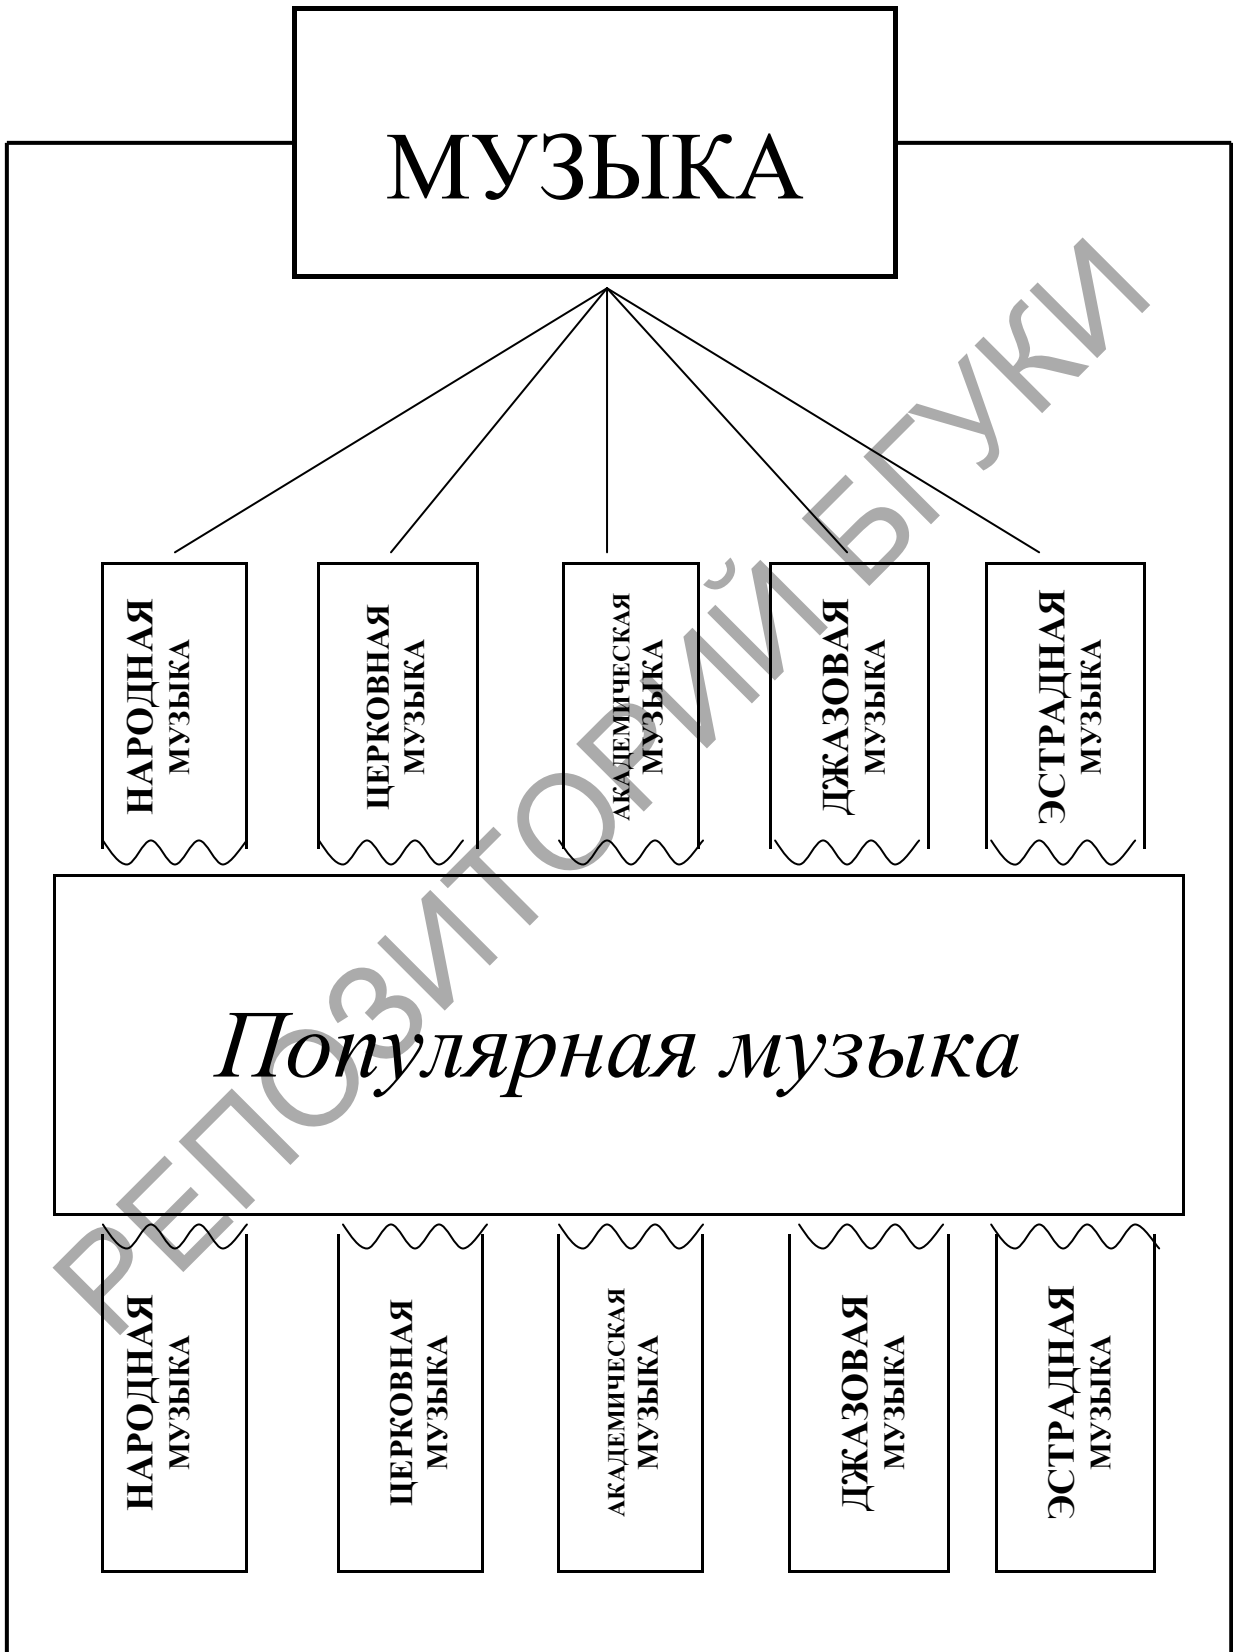 МУЗЫКА
НАРОДНАЯ
МУЗЫКА
ЦЕРКОВНАЯ
МУЗЫКА
АКАДЕМИЧЕСКАЯ
МУЗЫКА
ДЖАЗОВАЯ
МУЗЫКА
ЭСТРАДНАЯ
МУЗЫКА
Популярная музыка
НАРОДНАЯ
МУЗЫКА
ЦЕРКОВНАЯ
МУЗЫКА
АКАДЕМИЧЕСКАЯ
МУЗЫКА
ДЖАЗОВАЯ
МУЗЫКА
ЭСТРАДНАЯ
МУЗЫКА
РЕПОЗИТОРИЙ БГУКИ